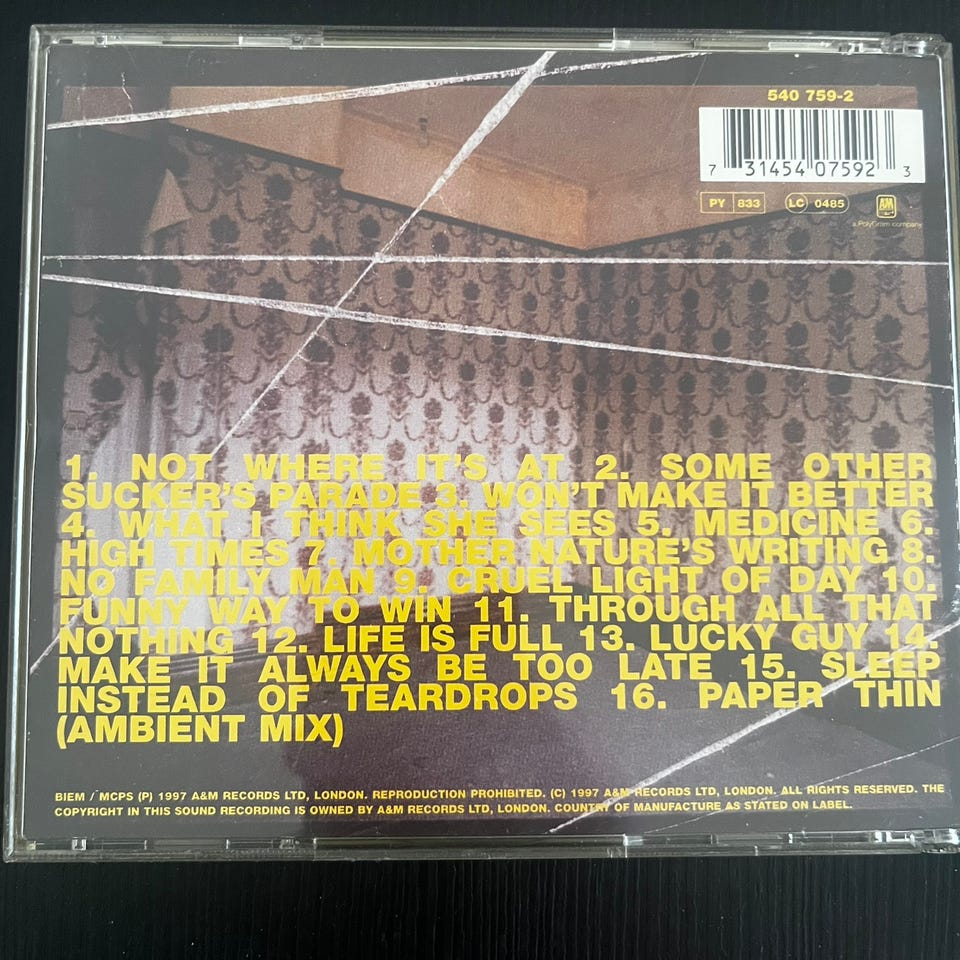 540 759-2
7 31454 07592 3
PY 833 LC 0485 A&M
a PolyGram company
1. NOT WHERE IT'S AT 2. SOME OTHER
SUCKER'S PARADE 3. WON'T MAKE IT BETTER
4. WHAT I THINK SHE SEES 5. MEDICINE 6.
HIGH TIMES 7. MOTHER NATURE'S WRITING 8.
NO FAMILY MAN 9. CRUEL LIGHT OF DAY 10.
FUNNY WAY TO WIN 11. THROUGH ALL THAT
NOTHING 12. LIFE IS FULL 13. LUCKY GUY 14.
MAKE IT ALWAYS BE TOO LATE 15. SLEEP
INSTEAD OF TEARDROPS 16. PAPER THIN
(AMBIENT MIX)
BIEM / MCPS (P) 1997 A&M RECORDS LTD, LONDON. REPRODUCTION PROHIBITED. (C) 1997 A&M RECORDS LTD, LONDON. ALL RIGHTS RESERVED. THE
COPYRIGHT IN THIS SOUND RECORDING IS OWNED BY A&M RECORDS LTD, LONDON. COUNTRY OF MANUFACTURE AS STATED ON LABEL.